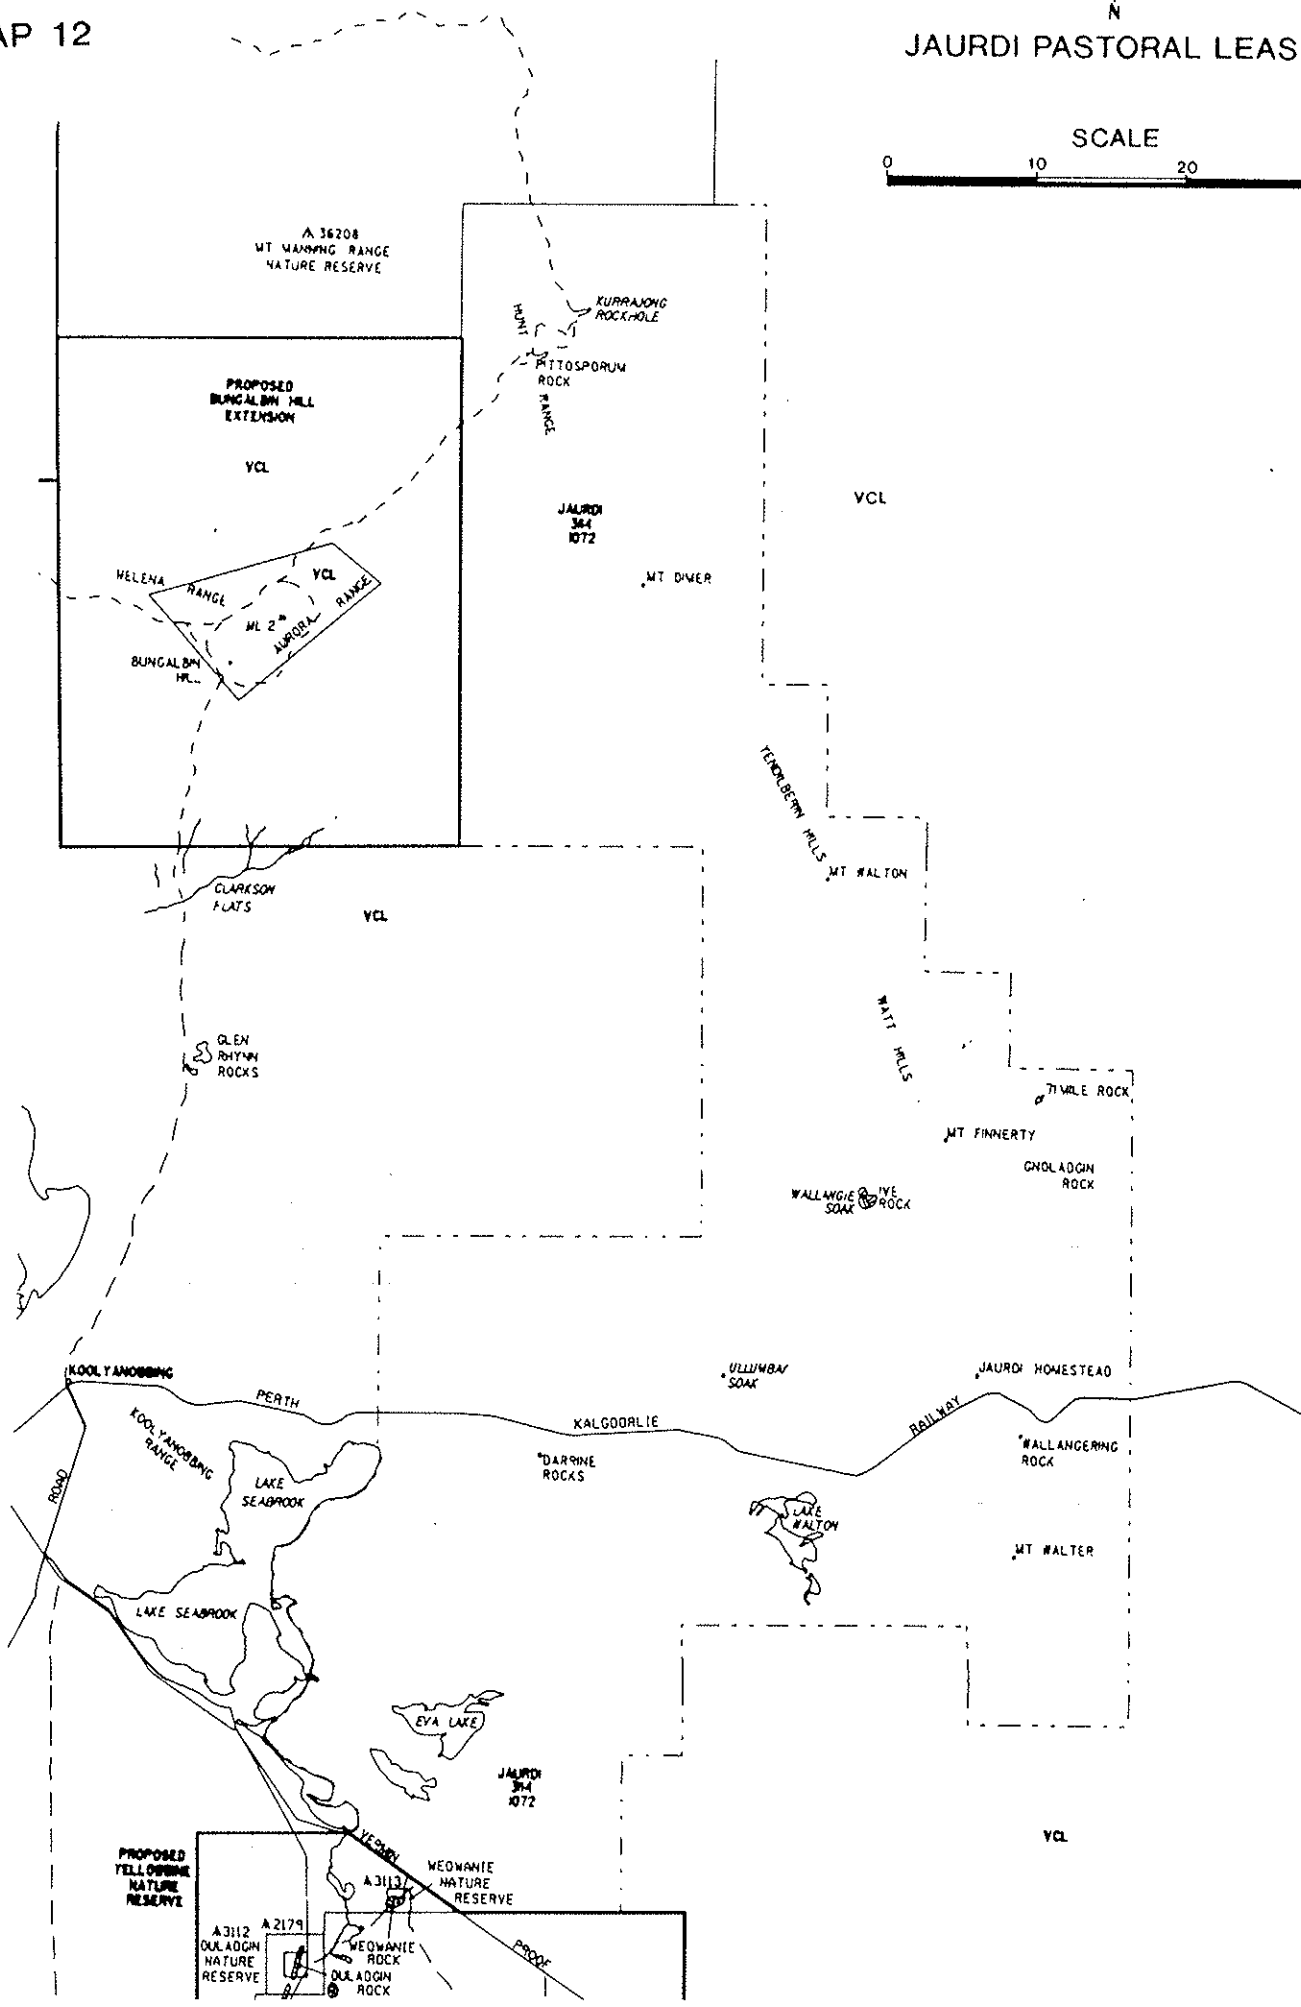 AP 12
N
JAURDI PASTORAL LEAS
SCALE
0 10 20
A 36208
MT MANNING RANGE
NATURE RESERVE
KURRAJONG
ROCKHOLE
HUNT
RANGE
PITTOSPORUM
ROCK
PROPOSED
BUNGALBIN HILL
EXTENSION
VCL
JAURDI
344
1072
VCL
MT DIMER
HELENA
RANGE
VCL
ML 2
AURORA
RANGE
BUNGALBIN
YENDILBERIN HILLS
MT WALTON
CLARKSON
FLATS
VCL
WATT HILLS
GLEN
RHYNN
ROCKS
ROCK
MT FINNERTY
GNOLADGIN
ROCK
WALLANGIE
SOAK
ROCK
KOOLYANOBBING
ULLUMBAY
SOAK
JAURDI HOMESTEAD
PERTH
KALGOORLIE
RAILWAY
KOOLYANOBBING
RANGE
WALLANGERING
ROCK
DARRINE
ROCKS
ROAD
LAKE
SEABROOK
LAKE
WALTON
MT WALTER
LAKE SEABROOK
EVA LAKE
JAURDI
344
1072
VCL
VERMIN
PROOF
PROPOSED
YELLOWDINE
NATURE
RESERVE
A 3113
WEOWANIE
NATURE
RESERVE
A 3112
DULADGIN
NATURE
RESERVE
A 2179
WEOWANIE
ROCK
DULADGIN
ROCK